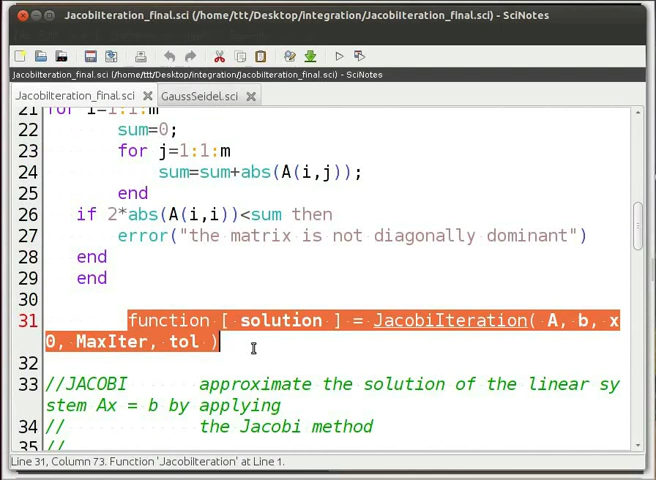 JacobiIteration_final.sci (/home/ttt/Desktop/integration/JacobiIteration_final.sci) - SciNotes
JacobiIteration_final.sci (/home/ttt/Desktop/integration/JacobiIteration_final.sci) - SciNotes
JacobiIteration_final.sci GaussSeidel.sci
21 for i=1:1:m
22 sum=0;
23 for j=1:1:m
24 sum=sum+abs(A(i,j));
25 end
26 if 2*abs(A(i,i))<sum then
27 error("the matrix is not diagonally dominant")
28 end
29 end
30
31 function [ solution ] = JacobiIteration( A, b, x
0, MaxIter, tol )
32
33 //JACOBI approximate the solution of the linear sy
stem Ax = b by applying
34 // the Jacobi method
35 //
Line 31, Column 73. Function 'JacobiIteration' at Line 1.